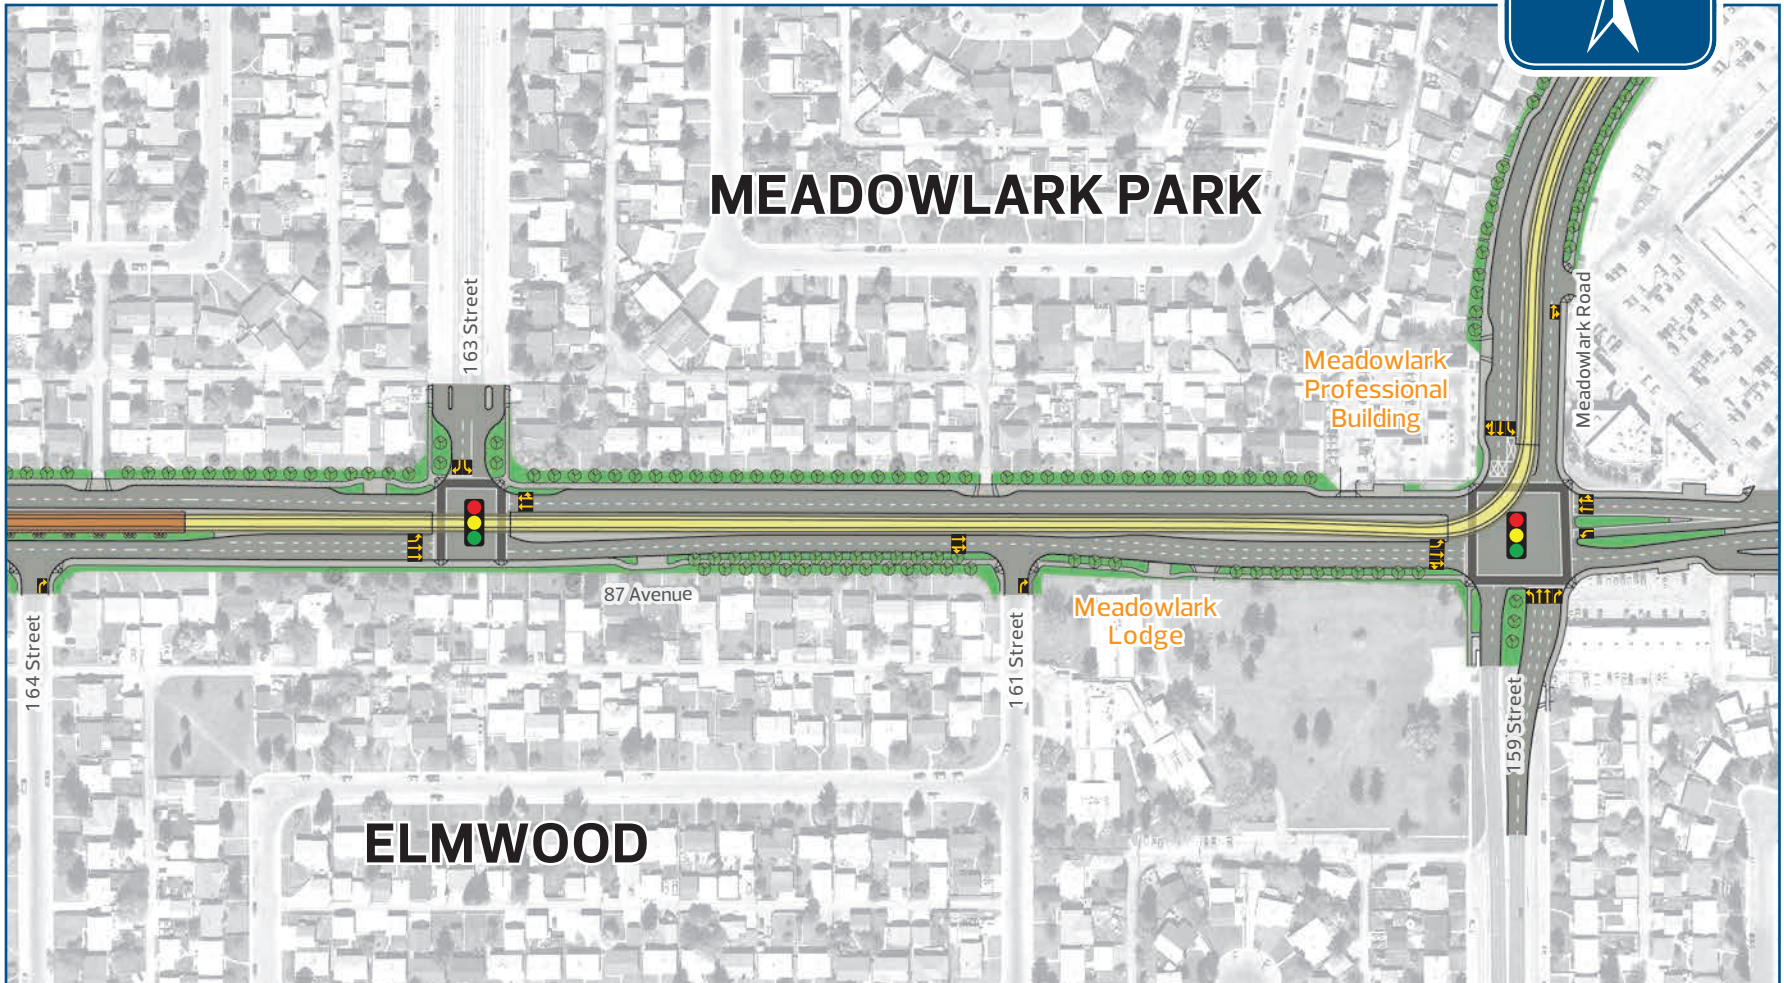 MEADOWLARK PARK
163 Street
Meadowlark Road
Meadowlark
Professional
Building
87 Avenue
Meadowlark
Lodge
164 Street
161 Street
159 Street
ELMWOOD